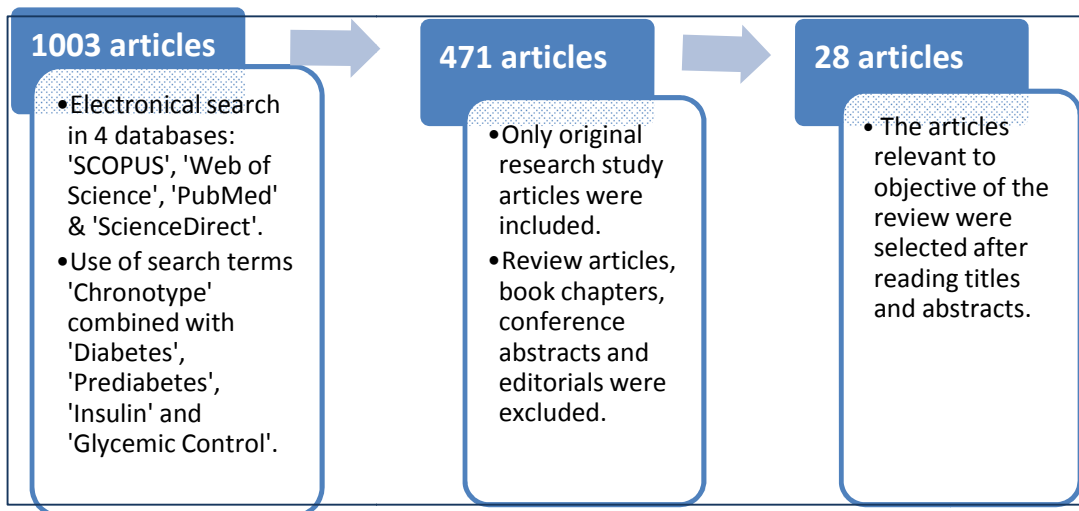 1003 articles
•Electronical search
in 4 databases:
'SCOPUS', 'Web of
Science', 'PubMed'
& 'ScienceDirect'.
•Use of search terms
'Chronotype'
combined with
'Diabetes',
'Prediabetes',
'Insulin' and
'Glycemic Control'.
471 articles
•Only original
research study
articles were
included.
•Review articles,
book chapters,
conference
abstracts and
editorials were
excluded.
28 articles
• The articles
relevant to
objective of the
review were
selected after
reading titles
and abstracts.